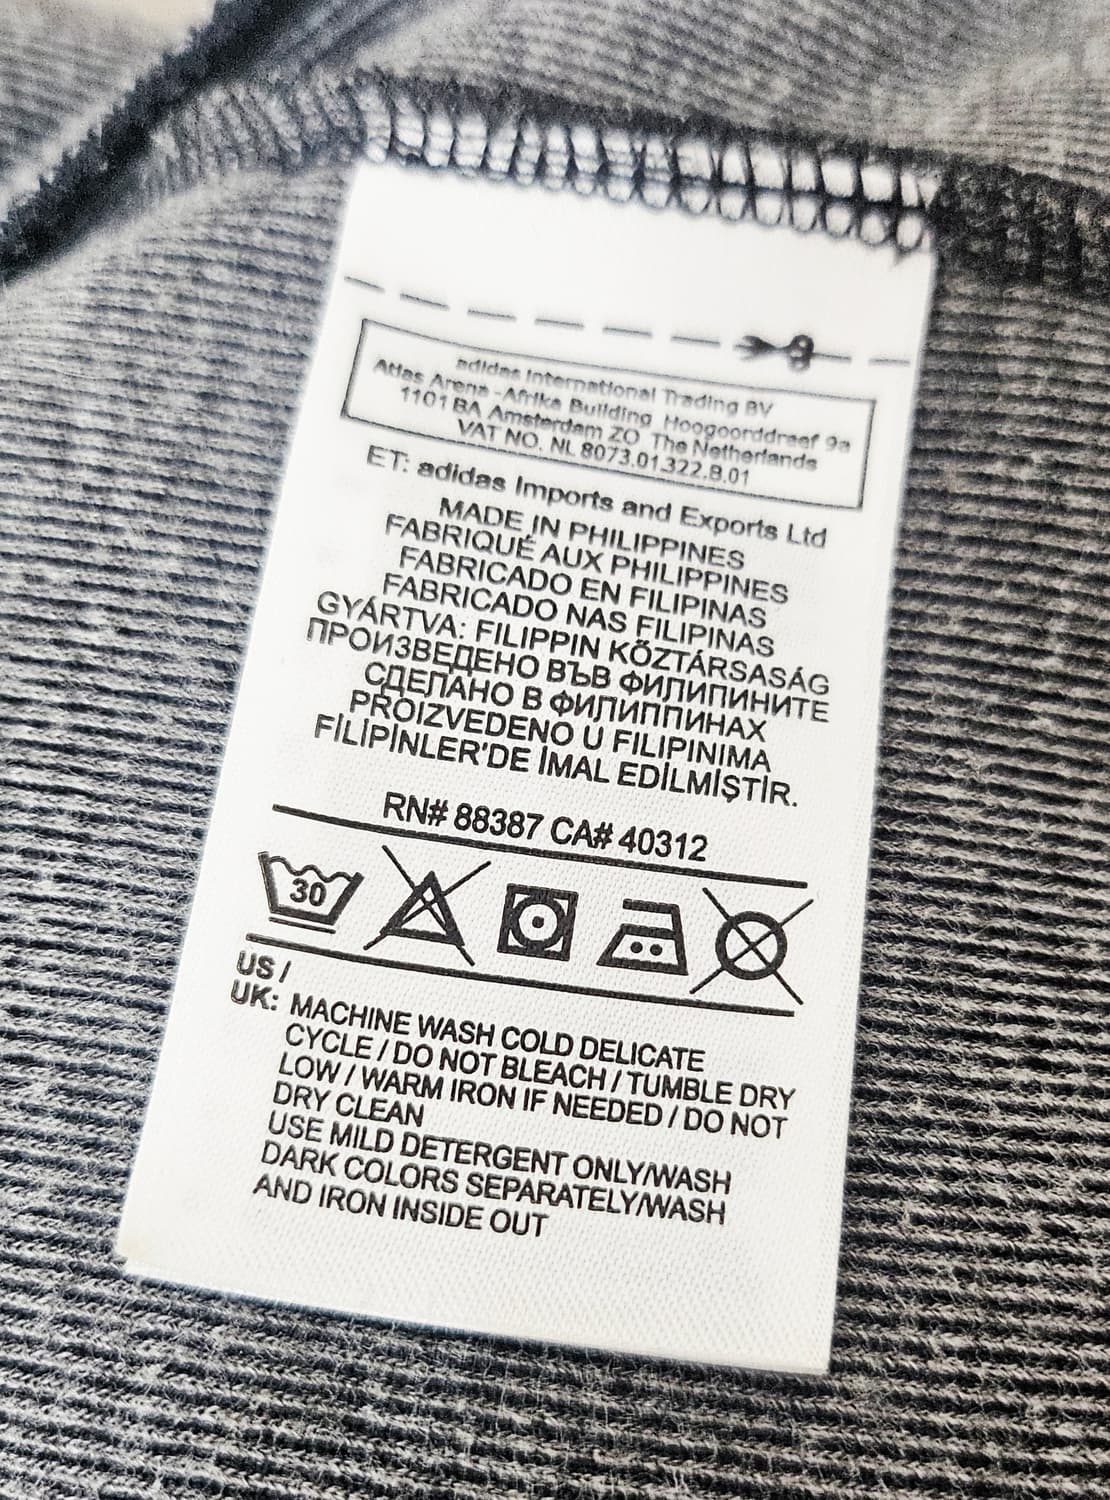 adidas International Trading BV
Atlas Arena -Afrika Building Hoogoorddreef 9a
1101 BA Amsterdam ZO The Netherlands
VAT NO. NL 8073.01.322.B.01
ET: adidas Imports and Exports Ltd
MADE IN PHILIPPINES
FABRIQUÉ AUX PHILIPPINES
FABRICADO EN FILIPINAS
FABRICADO NAS FILIPINAS
GYÁRTVA: FILIPPIN KÖZTÁRSASÁG
ПРОИЗВЕДЕНО ВЪВ ФИЛИПИНИТЕ
СДЕЛАНО В ФИЛИППИНАХ
PROIZVEDENO U FILIPINIMA
FİLİPİNLER'DE İMAL EDİLMİŞTİR.
RN# 88387 CA# 40312
30
US /
UK: MACHINE WASH COLD DELICATE
CYCLE / DO NOT BLEACH / TUMBLE DRY
LOW / WARM IRON IF NEEDED / DO NOT
DRY CLEAN
USE MILD DETERGENT ONLY/WASH
DARK COLORS SEPARATELY/WASH
AND IRON INSIDE OUT